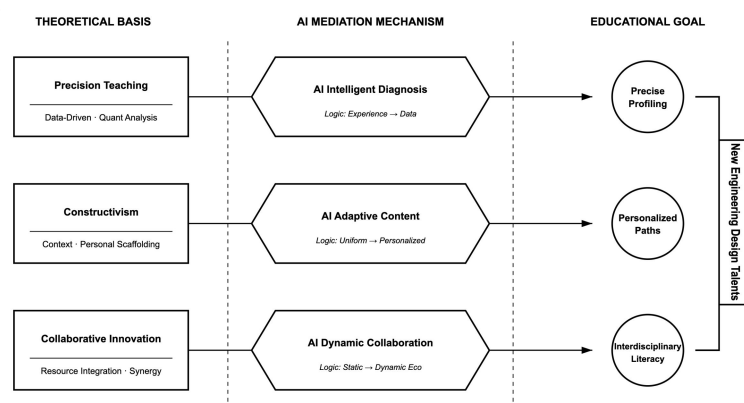 THEORETICAL BASIS
AI MEDIATION MECHANISM
EDUCATIONAL GOAL
Precision Teaching
Data-Driven · Quant Analysis
AI Intelligent Diagnosis
Logic: Experience → Data
Precise
Profiling
Constructivism
Context · Personal Scaffolding
AI Adaptive Content
Logic: Uniform → Personalized
Personalized
Paths
Collaborative Innovation
Resource Integration · Synergy
AI Dynamic Collaboration
Logic: Static → Dynamic Eco
Interdisciplinary
Literacy
New Engineering Design Talents